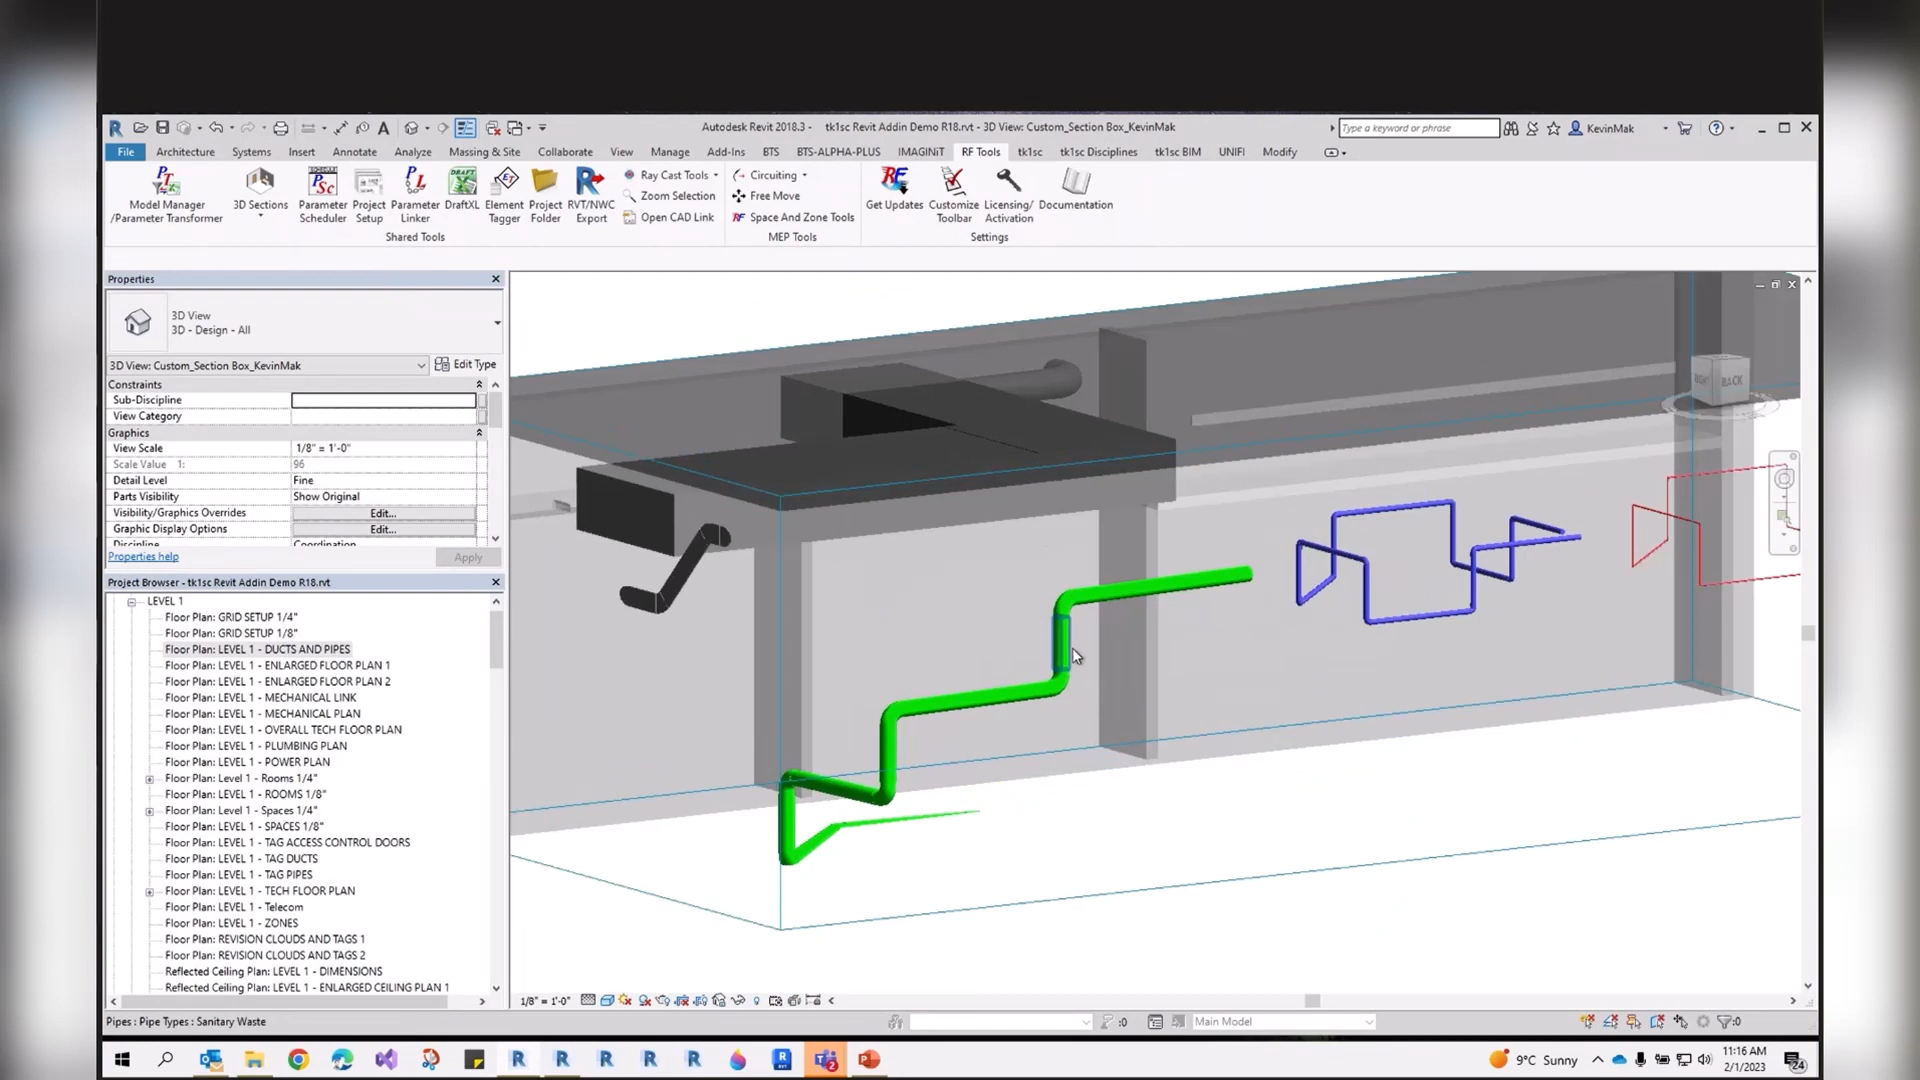 Autodesk Revit 2018.3 - tk1sc Revit Addin Demo R18.rvt - 3D View: Custom_Section Box_KevinMak
Type a keyword or phrase
KevinMak
File Architecture Systems Insert Annotate Analyze Massing & Site Collaborate View Manage Add-Ins BTS BTS-ALPHA-PLUS IMAGINiT RF Tools tk1sc tk1sc Disciplines tk1sc BIM UNIFI Modify
Model Manager
/Parameter Transformer
3D Sections
Parameter
Scheduler
Project
Setup
Parameter
Linker
DraftXL
Element
Tagger
Project
Folder
RVT/NWC
Export
Ray Cast Tools
Zoom Selection
Open CAD Link
Circuiting
Free Move
Space And Zone Tools
Get Updates
Customize
Toolbar
Licensing/
Activation
Documentation
Shared Tools
MEP Tools
Settings
Properties
3D View
3D - Design - All
3D View: Custom_Section Box_KevinMak
Edit Type
Constraints
Sub-Discipline
View Category
Graphics
View Scale 1/8" = 1'-0"
Scale Value 1: 96
Detail Level Fine
Parts Visibility Show Original
Visibility/Graphics Overrides Edit...
Graphic Display Options Edit...
Discipline Coordination
Properties help
Apply
Project Browser - tk1sc Revit Addin Demo R18.rvt
LEVEL 1
Floor Plan: GRID SETUP 1/4"
Floor Plan: GRID SETUP 1/8"
Floor Plan: LEVEL 1 - DUCTS AND PIPES
Floor Plan: LEVEL 1 - ENLARGED FLOOR PLAN 1
Floor Plan: LEVEL 1 - ENLARGED FLOOR PLAN 2
Floor Plan: LEVEL 1 - MECHANICAL LINK
Floor Plan: LEVEL 1 - MECHANICAL PLAN
Floor Plan: LEVEL 1 - OVERALL TECH FLOOR PLAN
Floor Plan: LEVEL 1 - PLUMBING PLAN
Floor Plan: LEVEL 1 - POWER PLAN
Floor Plan: Level 1 - Rooms 1/4"
Floor Plan: LEVEL 1 - ROOMS 1/8"
Floor Plan: Level 1 - Spaces 1/4"
Floor Plan: LEVEL 1 - SPACES 1/8"
Floor Plan: LEVEL 1 - TAG ACCESS CONTROL DOORS
Floor Plan: LEVEL 1 - TAG DUCTS
Floor Plan: LEVEL 1 - TAG PIPES
Floor Plan: LEVEL 1 - TECH FLOOR PLAN
Floor Plan: LEVEL 1 - Telecom
Floor Plan: LEVEL 1 - ZONES
Floor Plan: REVISION CLOUDS AND TAGS 1
Floor Plan: REVISION CLOUDS AND TAGS 2
Reflected Ceiling Plan: LEVEL 1 - DIMENSIONS
Reflected Ceiling Plan: LEVEL 1 - ENLARGED CEILING PLAN 1
BACK
1/8" = 1'-0"
Pipes : Pipe Types : Sanitary Waste
:0
Main Model
:0
9°C Sunny
11:16 AM
2/1/2023
24